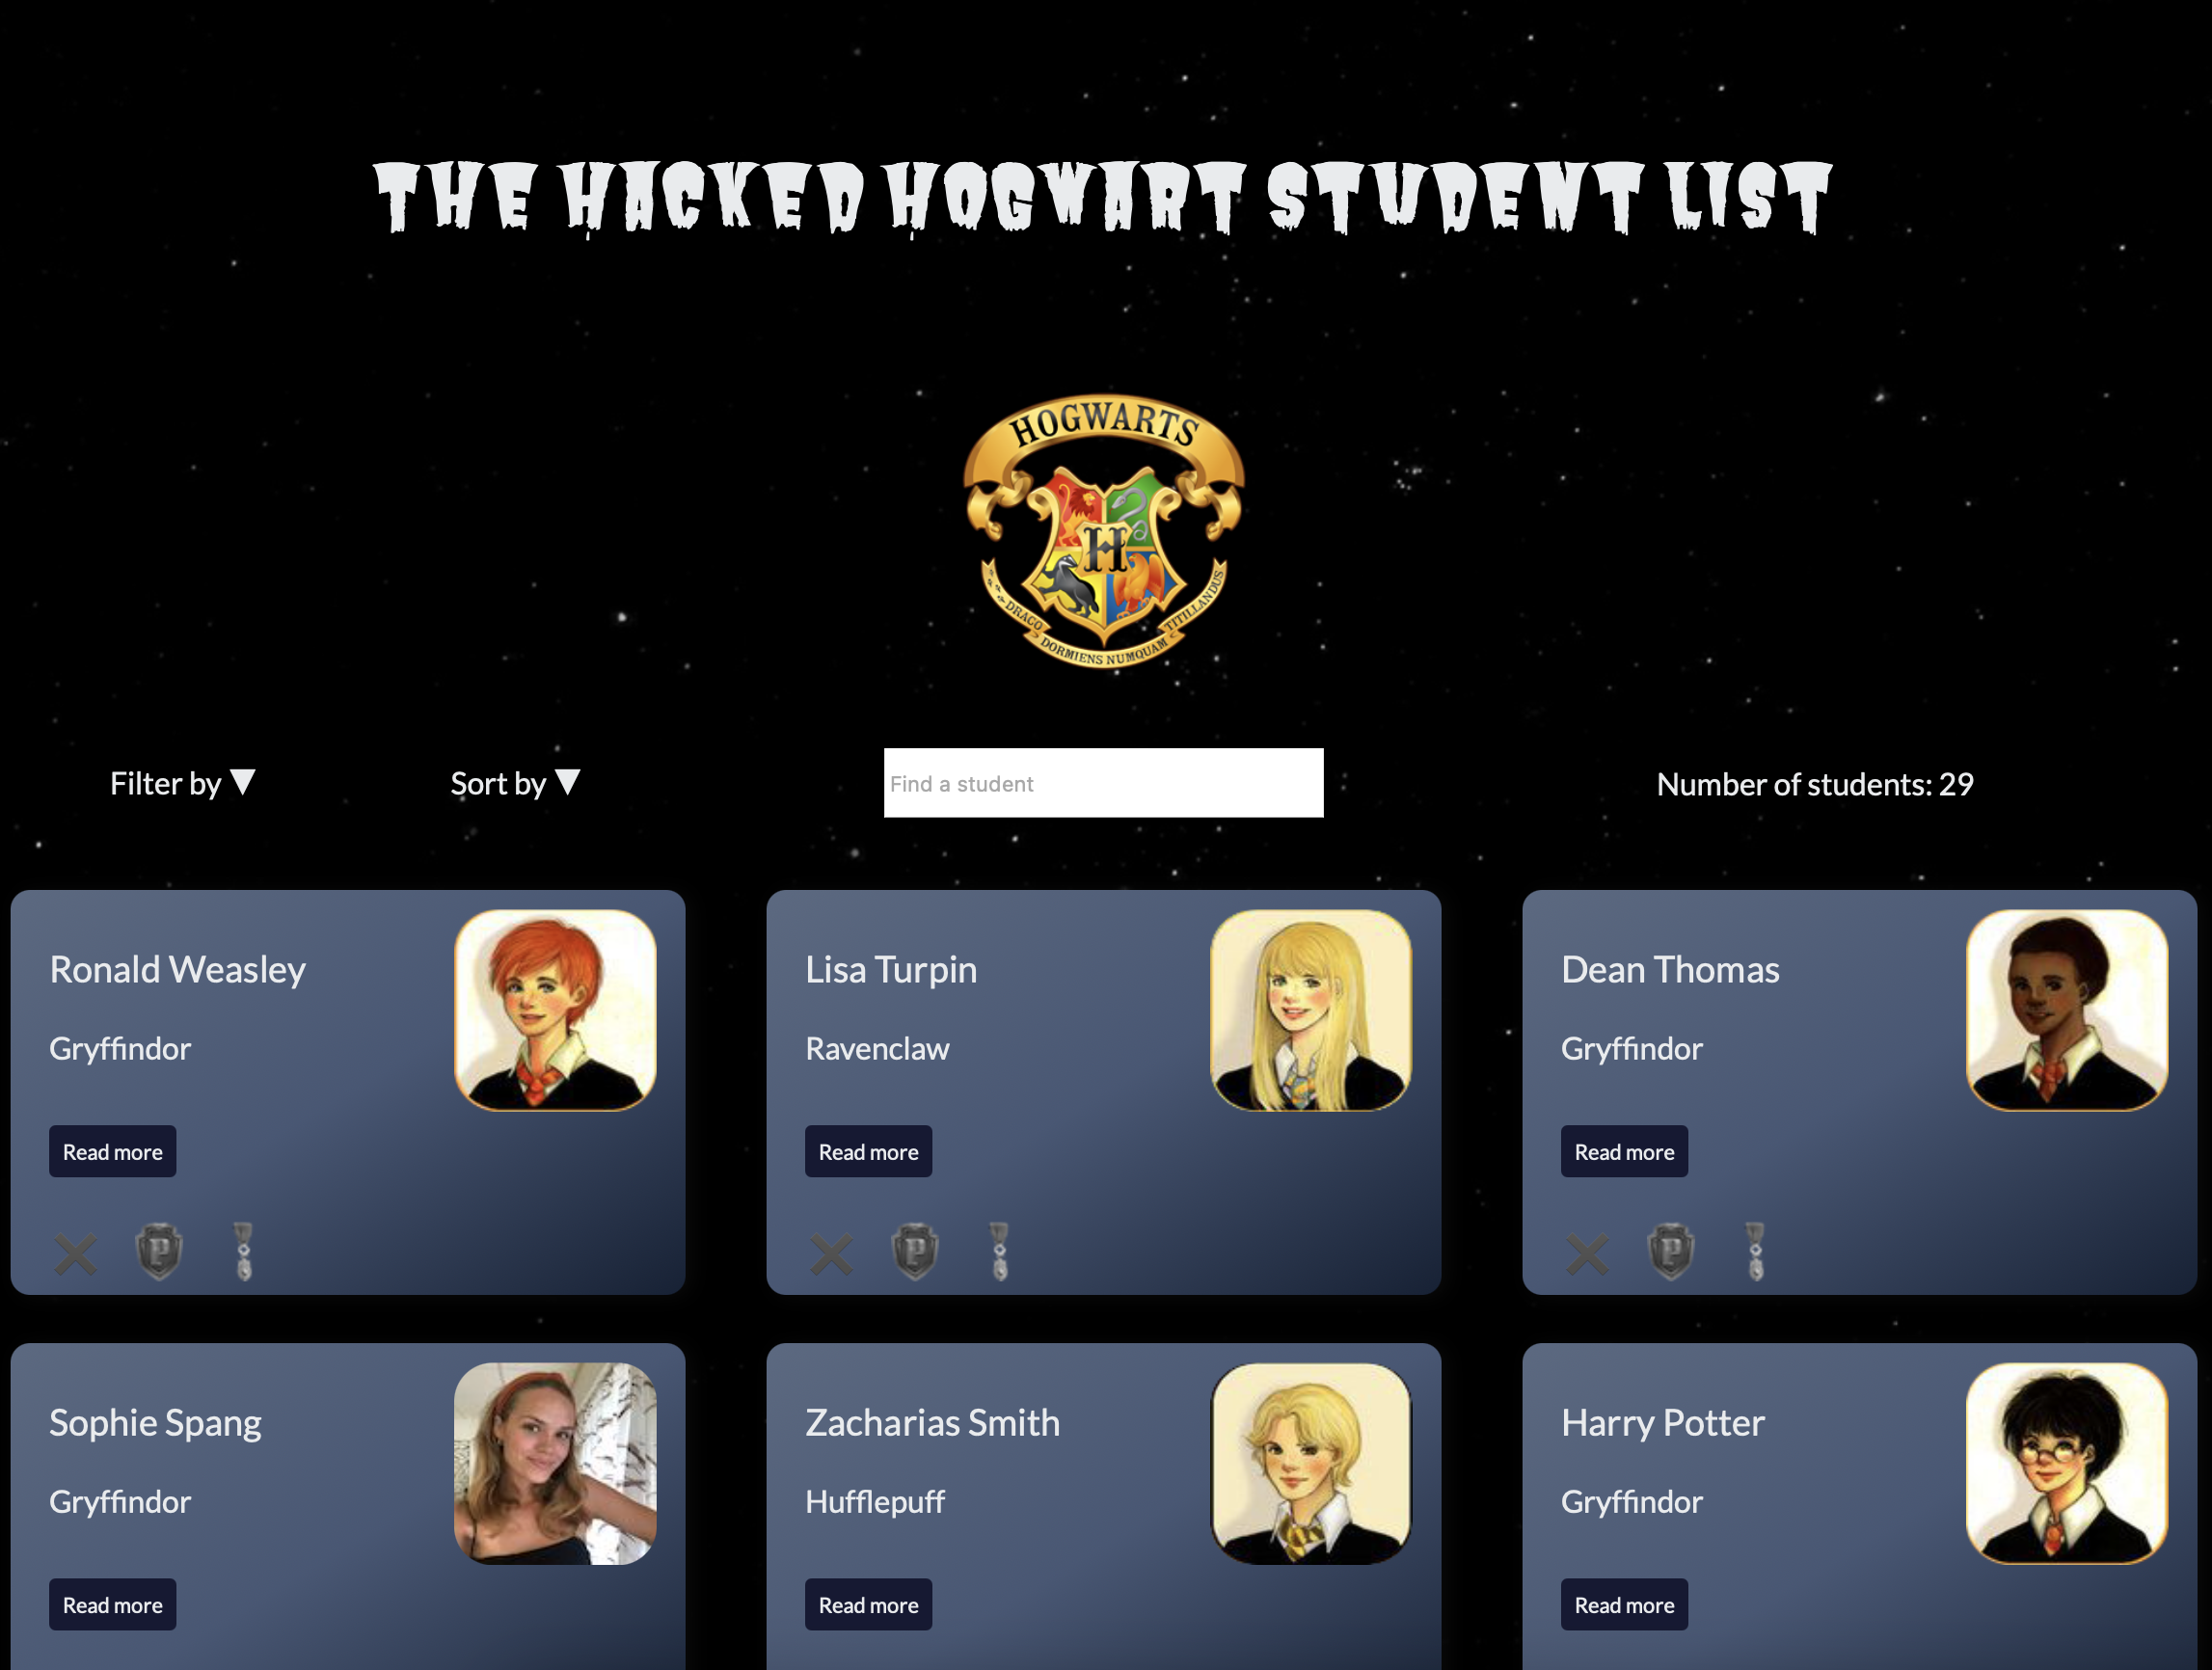 THE HACKED HOGWART STUDENT LIST
HOGWARTS
H
DRACO
DORMIENS NUMQUAM
TITILLANDUS
Filter by ▼
Sort by ▼
Find a student
Number of students: 29
Ronald Weasley
Gryffindor
Read more
P
Lisa Turpin
Ravenclaw
Read more
P
Dean Thomas
Gryffindor
Read more
P
Sophie Spang
Gryffindor
Read more
Zacharias Smith
Hufflepuff
Read more
Harry Potter
Gryffindor
Read more